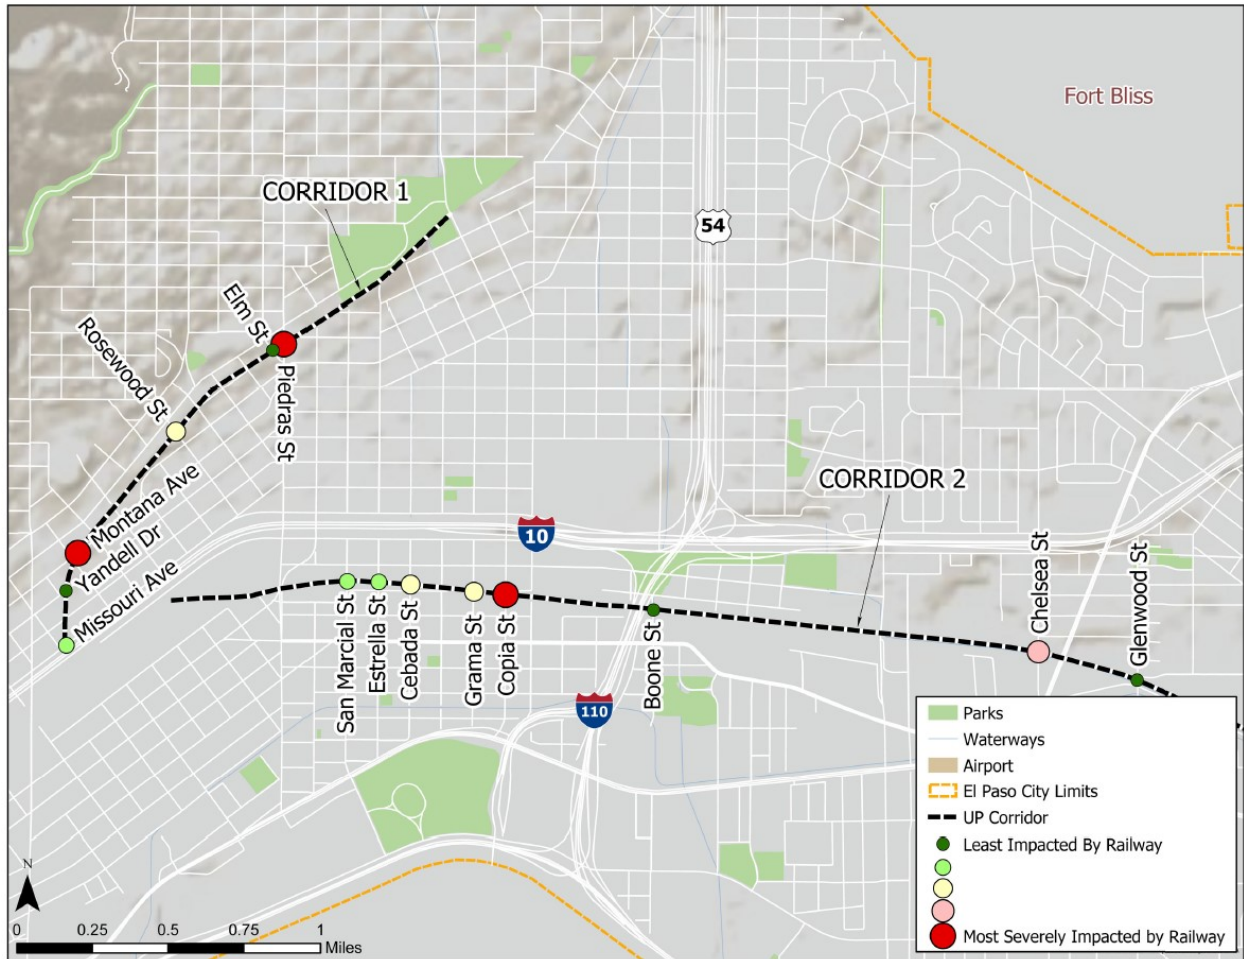 Fort Bliss
CORRIDOR 1
54
Elm St
Rosewood St
Piedras St
CORRIDOR 2
Montana Ave
Yandell Dr
Missouri Ave
10
Chelsea St
Glenwood St
San Marcial St
Estrella St
Cebada St
Grama St
Copia St
Boone St
110
Parks
Waterways
Airport
El Paso City Limits
UP Corridor
Least Impacted By Railway
Most Severely Impacted by Railway
N
0 0.25 0.5 0.75 1
Miles